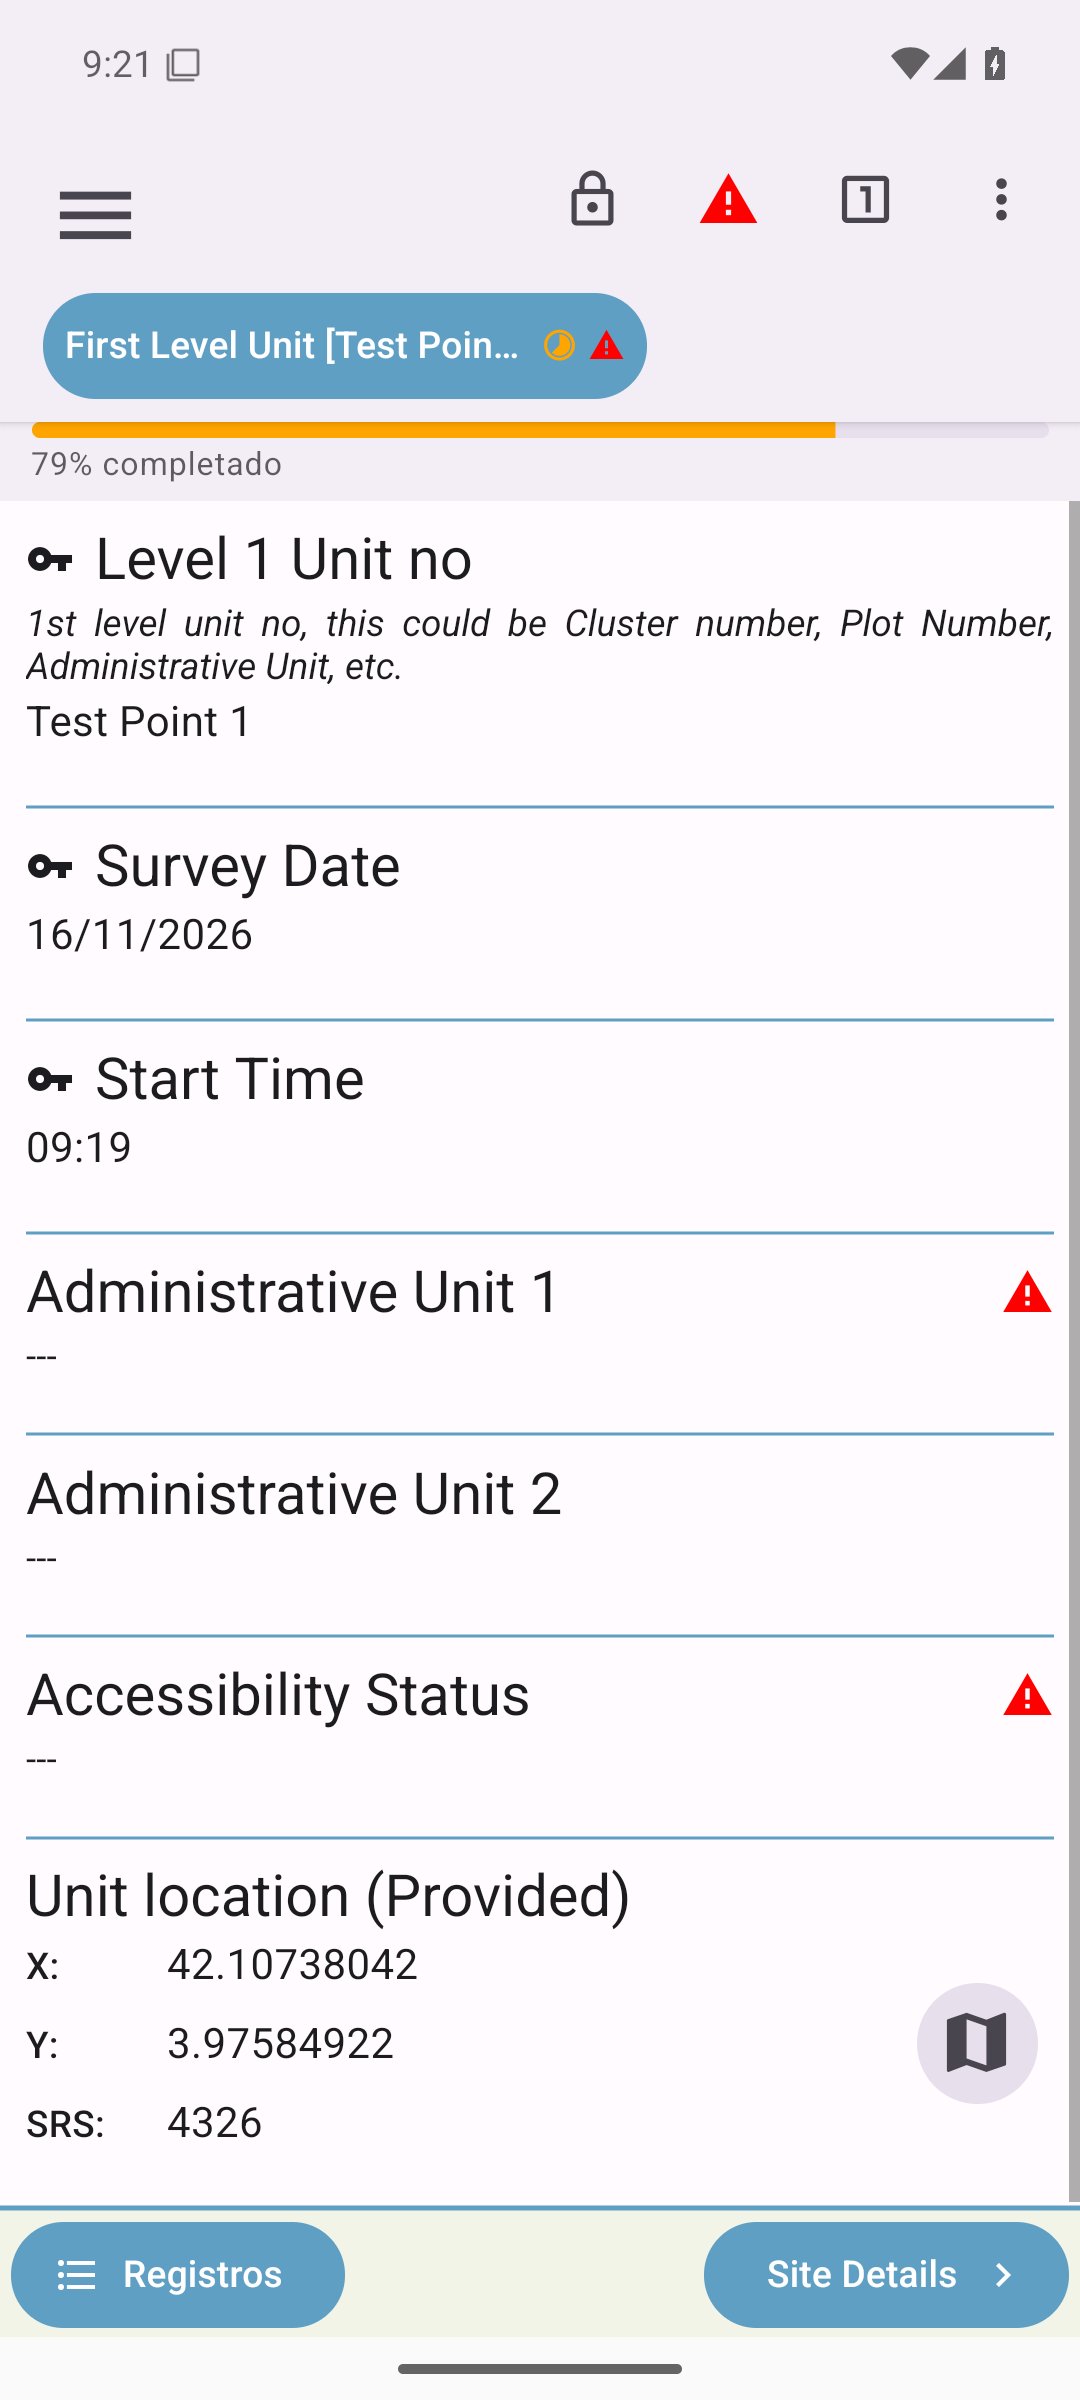 9:21
1
First Level Unit [Test Poin...
79% completado
Level 1 Unit no
1st level unit no, this could be Cluster number, Plot Number,
Administrative Unit, etc.
Test Point 1
Survey Date
16/11/2026
Start Time
09:19
Administrative Unit 1
---
Administrative Unit 2
---
Accessibility Status
---
Unit location (Provided)
X: 42.10738042
Y: 3.97584922
SRS: 4326
Registros
Site Details